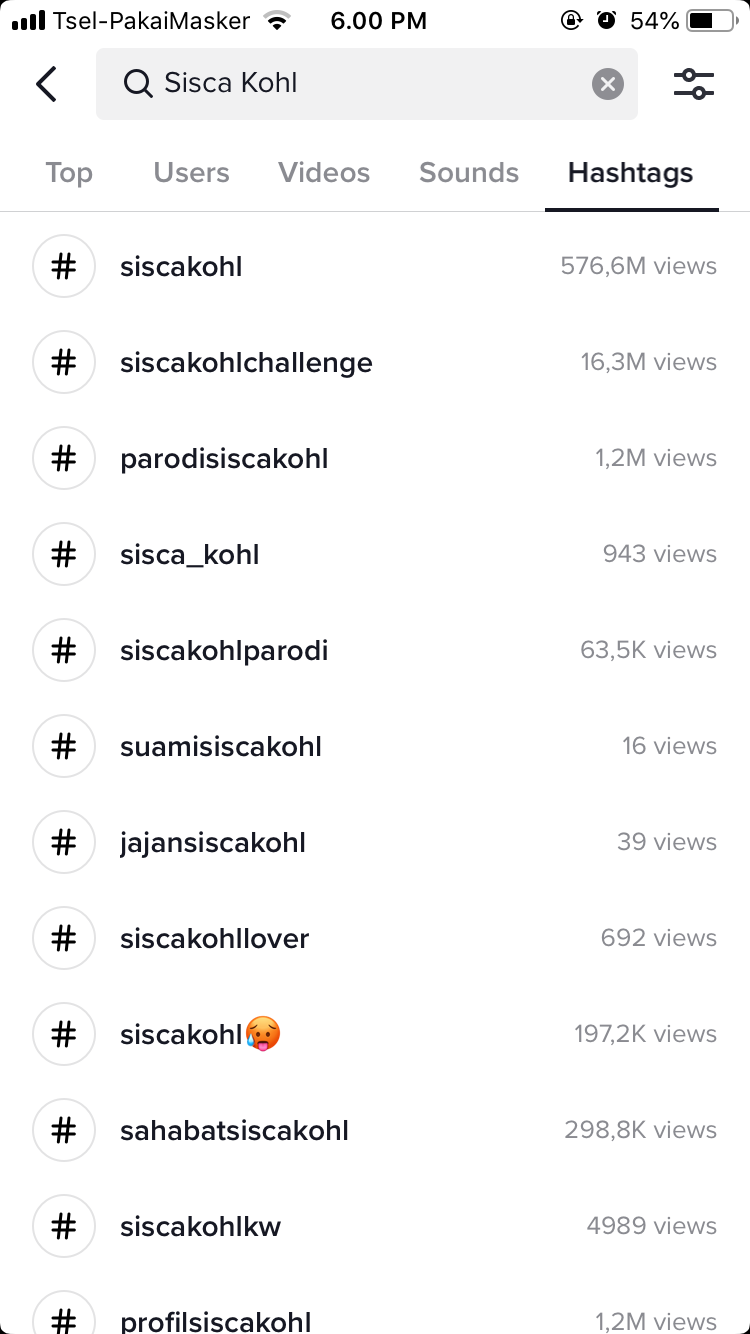 Tsel-PakaiMasker 6.00 PM 54%
Sisca Kohl
Top Users Videos Sounds Hashtags
# siscakohl 576,6M views
# siscakohlchallenge 16,3M views
# parodisiscakohl 1,2M views
# sisca_kohl 943 views
# siscakohlparodi 63,5K views
# suamisiscakohl 16 views
# jajansiscakohl 39 views
# siscakohllover 692 views
# siscakohl🥵 197,2K views
# sahabatsiscakohl 298,8K views
# siscakohlkw 4989 views
# profilsiscakohl 1,2M views